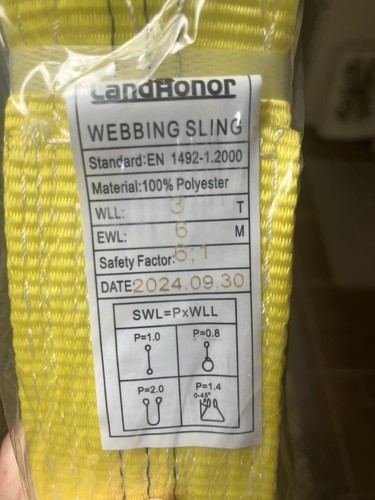 LandHonor
WEBBING SLING
Standard:EN 1492-1.2000
Material:100% Polyester
WLL: 3 T
EWL: 6 M
Safety Factor: 6:1
DATE:2024.09.30
SWL=PxWLL
P=1.0 P=0.8
P=2.0 P=1.4
0-45°